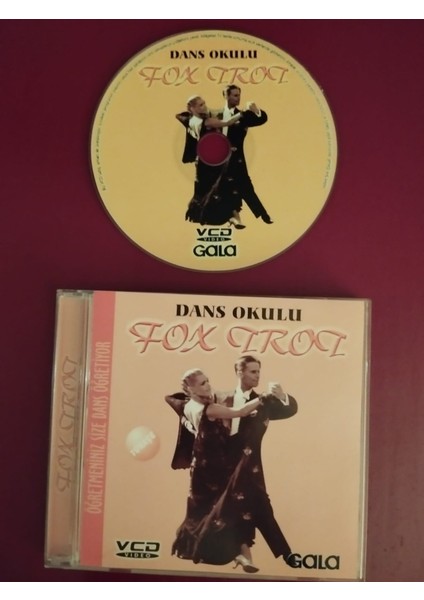 DANS OKULU
FOX TROT
VCD
VIDEO
GALA
DANS OKULU
FOX TROT
FOX TROT
ÖĞRETMENİNİZ SİZE DANS ÖĞRETİYOR
VCD
VIDEO
GALA